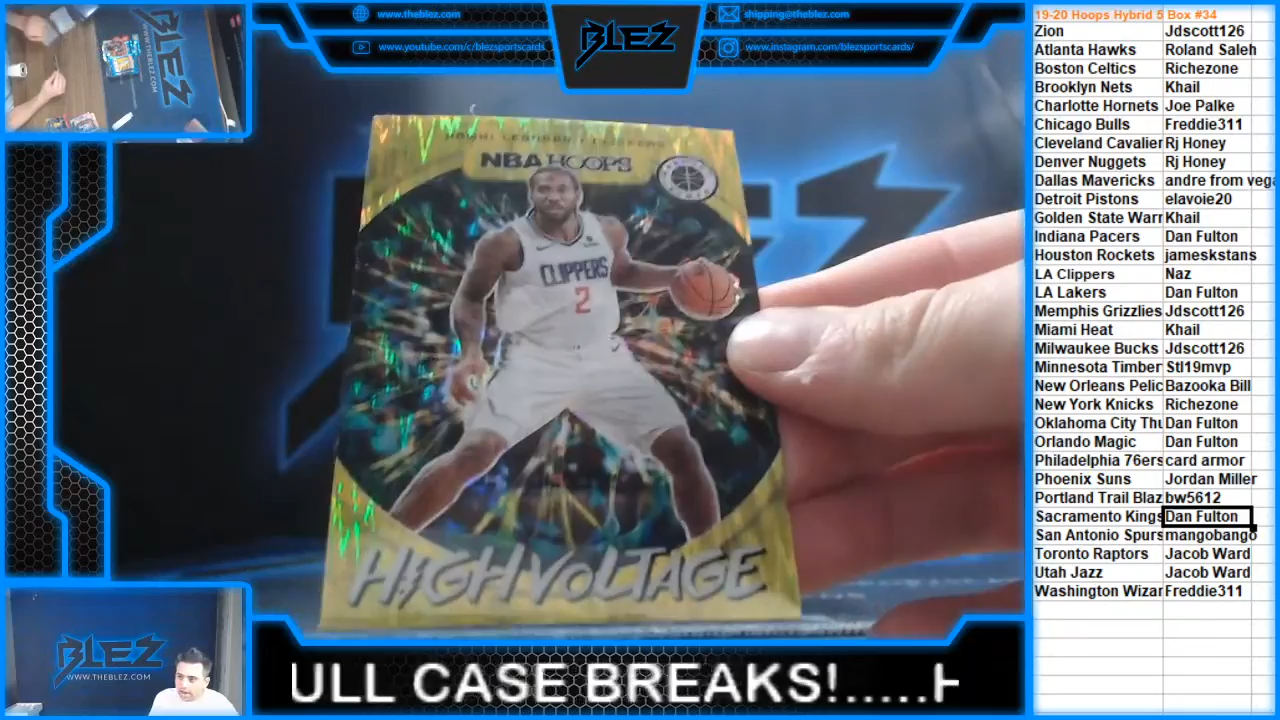 www.theblez.com
www.youtube.com/c/blezsportscards
BLEZ
shipping@theblez.com
www.instagram.com/blezsportscards/
BLEZ
WWW.THEBLEZ.COM
KAWHI LEONARD / CLIPPERS
NBA HOOPS
CLIPPERS
2
HIGH VOLTAGE
BLEZ
WWW.THEBLEZ.COM
ULL CASE BREAKS!.....H
19-20 Hoops Hybrid 5 Box #34
Zion Jdscott126
Atlanta Hawks Roland Saleh
Boston Celtics Richezone
Brooklyn Nets Khail
Charlotte Hornets Joe Palke
Chicago Bulls Freddie311
Cleveland Cavalier Rj Honey
Denver Nuggets Rj Honey
Dallas Mavericks andre from vega
Detroit Pistons elavoie20
Golden State Warr Khail
Indiana Pacers Dan Fulton
Houston Rockets jameskstans
LA Clippers Naz
LA Lakers Dan Fulton
Memphis Grizzlies Jdscott126
Miami Heat Khail
Milwaukee Bucks Jdscott126
Minnesota Timber Stl19mvp
New Orleans Pelic Bazooka Bill
New York Knicks Richezone
Oklahoma City Thu Dan Fulton
Orlando Magic Dan Fulton
Philadelphia 76ers card armor
Phoenix Suns Jordan Miller
Portland Trail Blaz bw5612
Sacramento Kings Dan Fulton
San Antonio Spurs mangobango
Toronto Raptors Jacob Ward
Utah Jazz Jacob Ward
Washington Wizar Freddie311